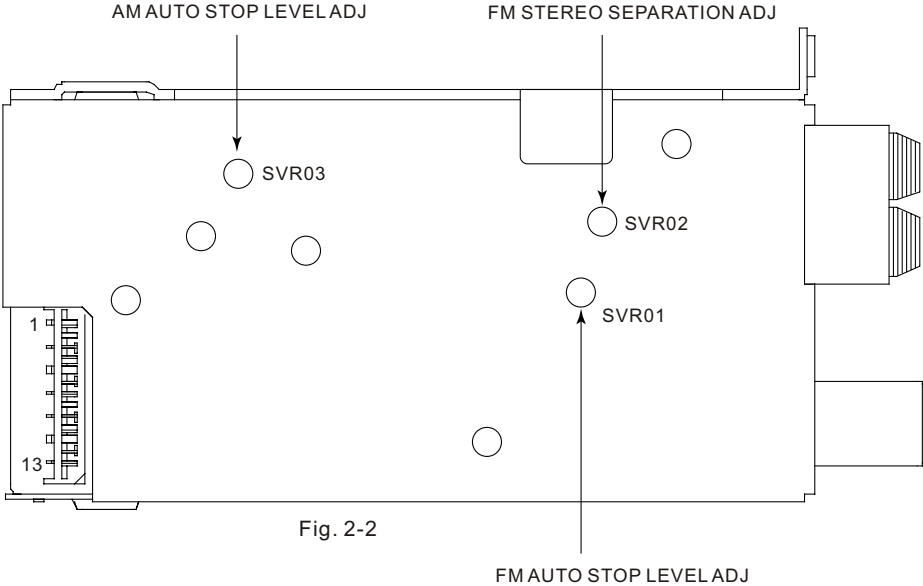 AM AUTO STOP LEVEL ADJ
FM STEREO SEPARATION ADJ
SVR03
SVR02
SVR01
1
13
Fig. 2-2
FM AUTO STOP LEVEL ADJ